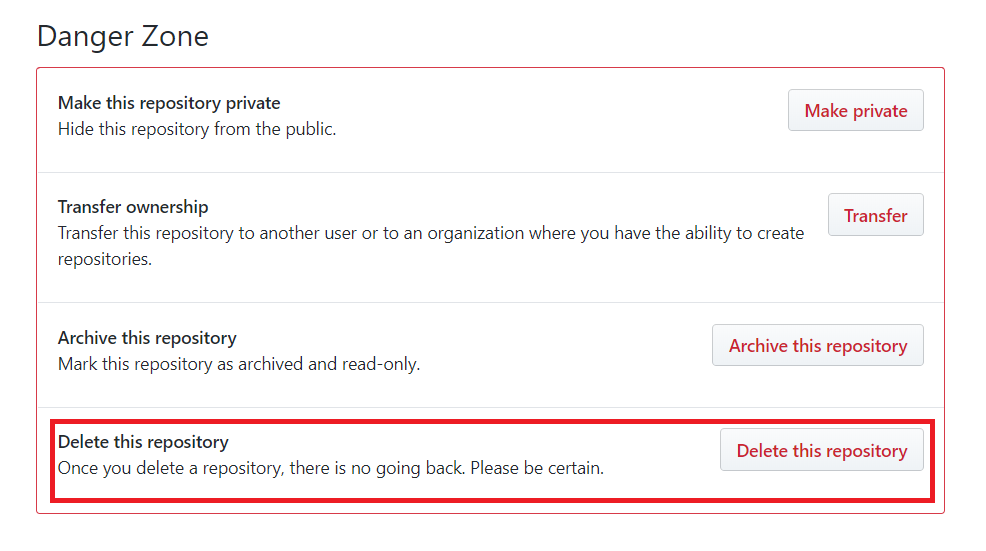 Danger Zone
Make this repository private
Hide this repository from the public.
Make private
Transfer ownership
Transfer this repository to another user or to an organization where you have the ability to create
repositories.
Transfer
Archive this repository
Mark this repository as archived and read-only.
Archive this repository
Delete this repository
Once you delete a repository, there is no going back. Please be certain.
Delete this repository